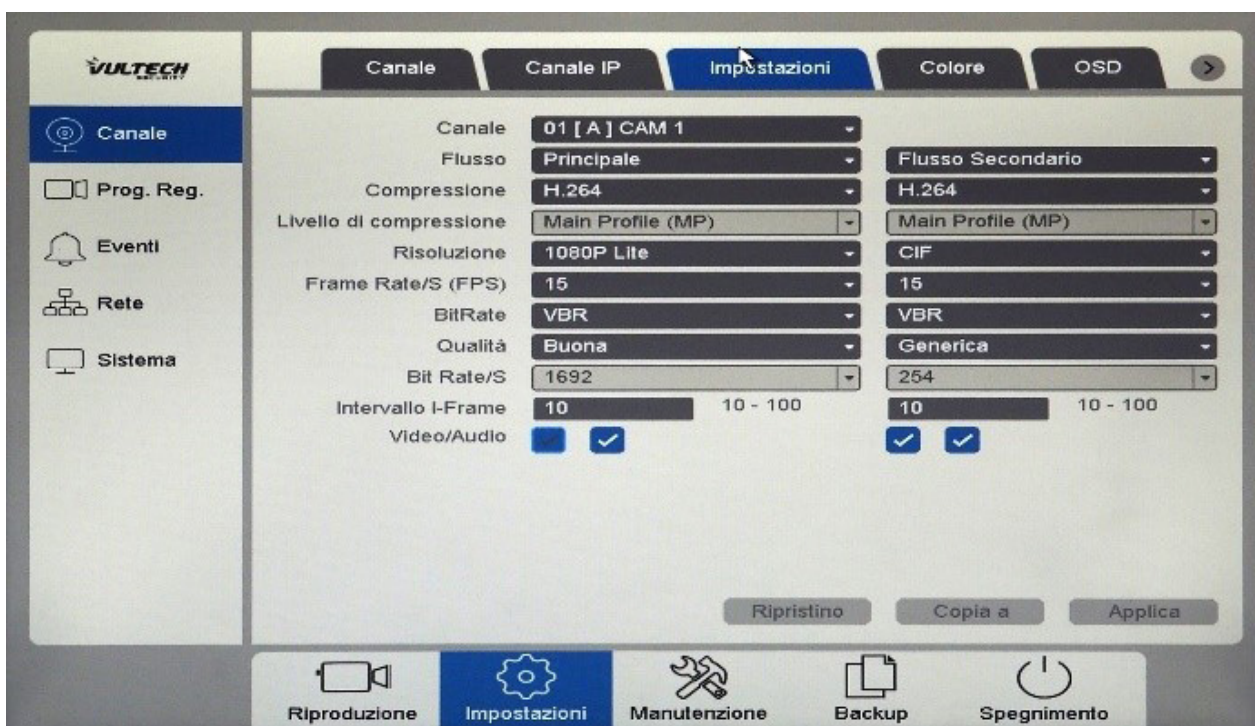 VULTECH
SECURITY
Canale
Canale IP
Impostazioni
Colore
OSD
Canale
Prog. Reg.
Eventi
Rete
Sistema
Canale 01 [ A ] CAM 1
Flusso Principale Flusso Secondario
Compressione H.264 H.264
Livello di compressione Main Profile (MP) Main Profile (MP)
Risoluzione 1080P Lite CIF
Frame Rate/S (FPS) 15 15
BitRate VBR VBR
Qualità Buona Generica
Bit Rate/S 1692 254
Intervallo I-Frame 10 10 - 100 10 10 - 100
Video/Audio
Ripristino Copia a Applica
Riproduzione Impostazioni Manutenzione Backup Spegnimento